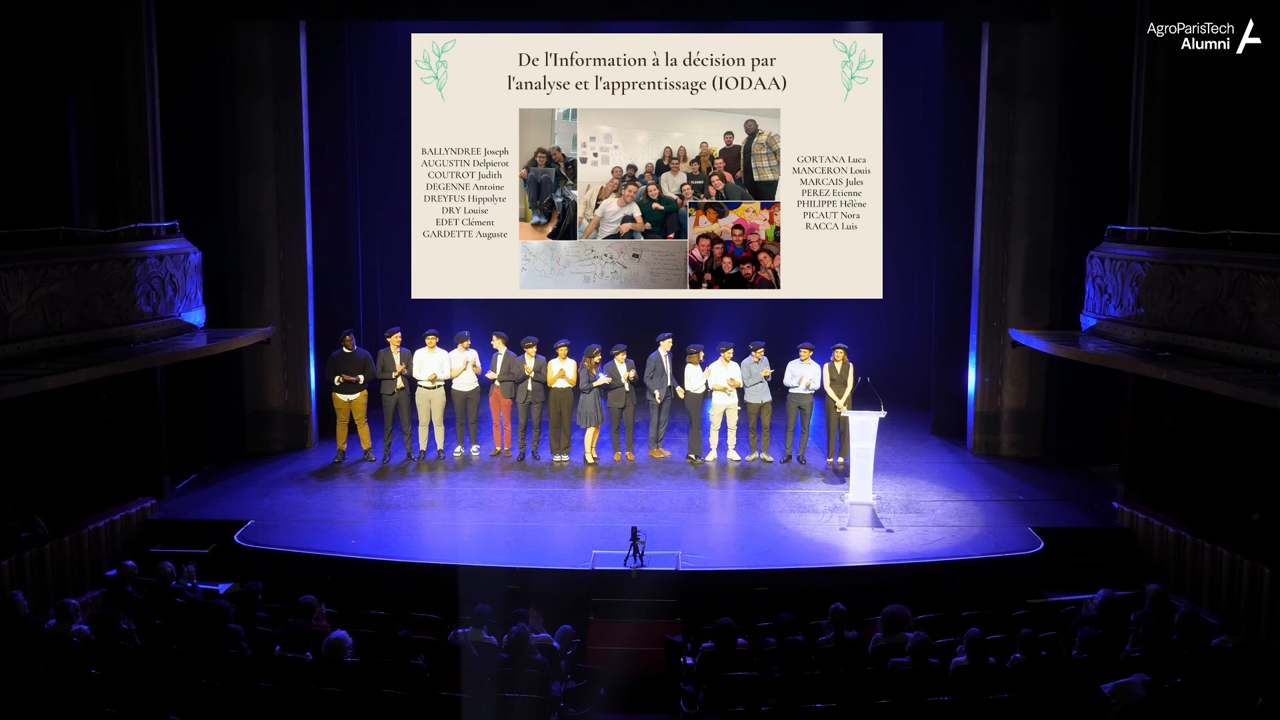 AgroParisTech
Alumni
De l'Information à la décision par
l'analyse et l'apprentissage (IODAA)
BALLYNDREE Joseph
AUGUSTIN Delpierot
COUTROT Judith
DEGENNE Antoine
DREYFUS Hippolyte
DRY Louise
EDET Clément
GARDETTE Auguste
GORTANA Luca
MANCERON Louis
MARCAIS Jules
PEREZ Etienne
PHILIPPE Hélène
PICAUT Nora
RACCA Luis